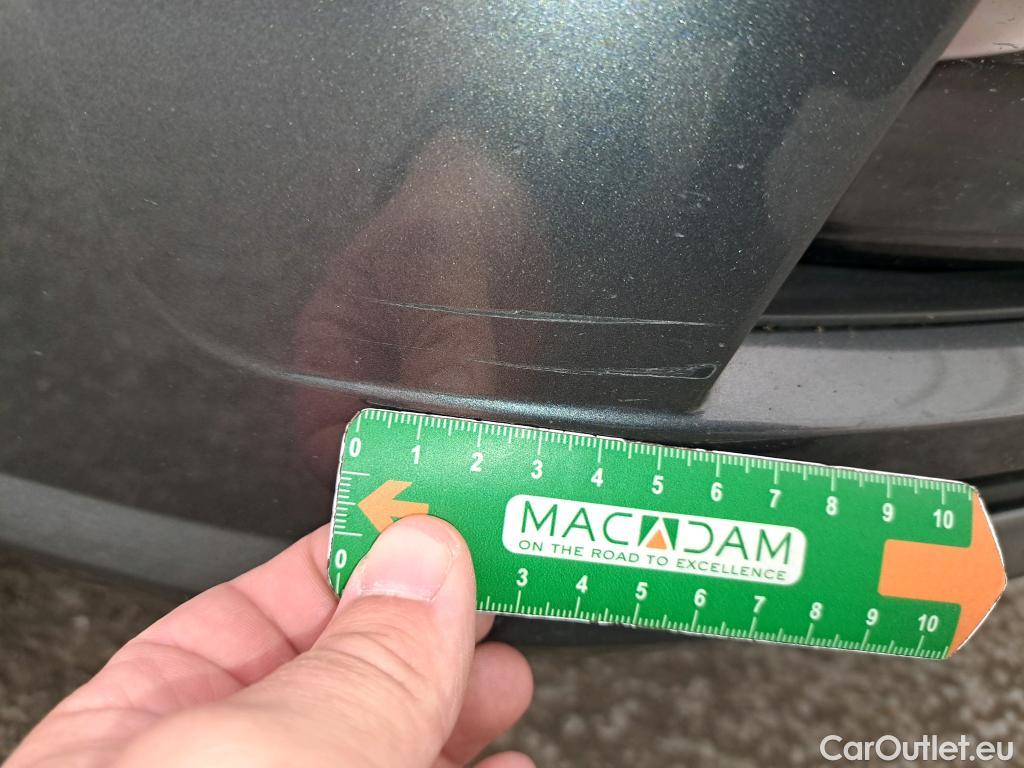 0 1 2 3 4 5 6 7 8 9 10
MACADAM
ON THE ROAD TO EXCELLENCE
0 3 4 5 6 7 8 9 10
CarOutlet.eu